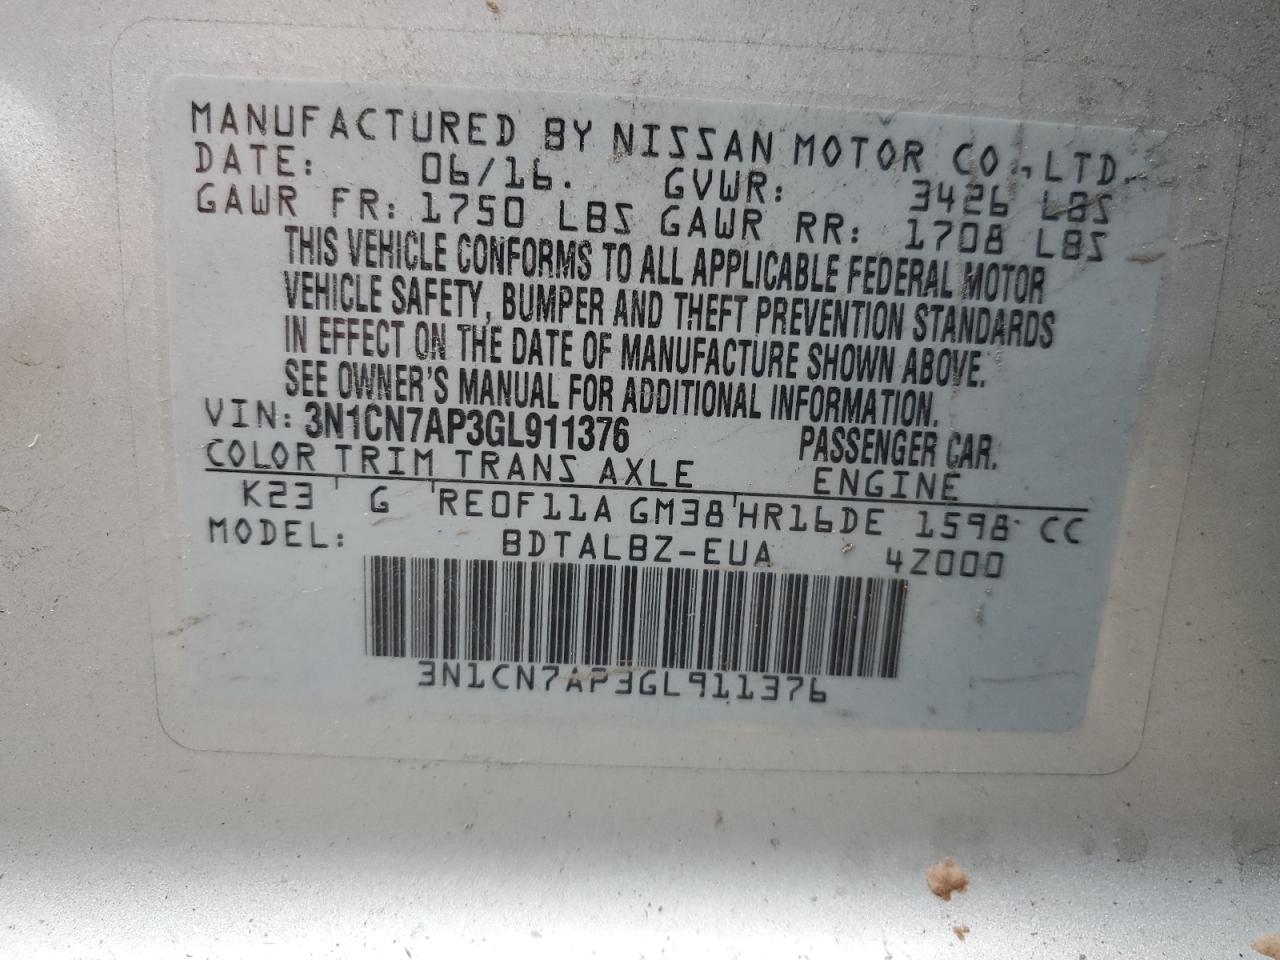 MANUFACTURED BY NISSAN MOTOR CO.,LTD.
DATE: 06/16. GVWR: 3426 LBS
GAWR FR: 1750 LBS GAWR RR: 1708 LBS
THIS VEHICLE CONFORMS TO ALL APPLICABLE FEDERAL MOTOR
VEHICLE SAFETY, BUMPER AND THEFT PREVENTION STANDARDS
IN EFFECT ON THE DATE OF MANUFACTURE SHOWN ABOVE.
SEE OWNER'S MANUAL FOR ADDITIONAL INFORMATION.
VIN: 3N1CN7AP3GL911376 PASSENGER CAR.
COLOR TRIM TRANS AXLE ENGINE
K23 G RE0F11A GM38 HR16DE 1598 CC
MODEL: BDTALBZ-EUA 4Z000
3N1CN7AP3GL911376